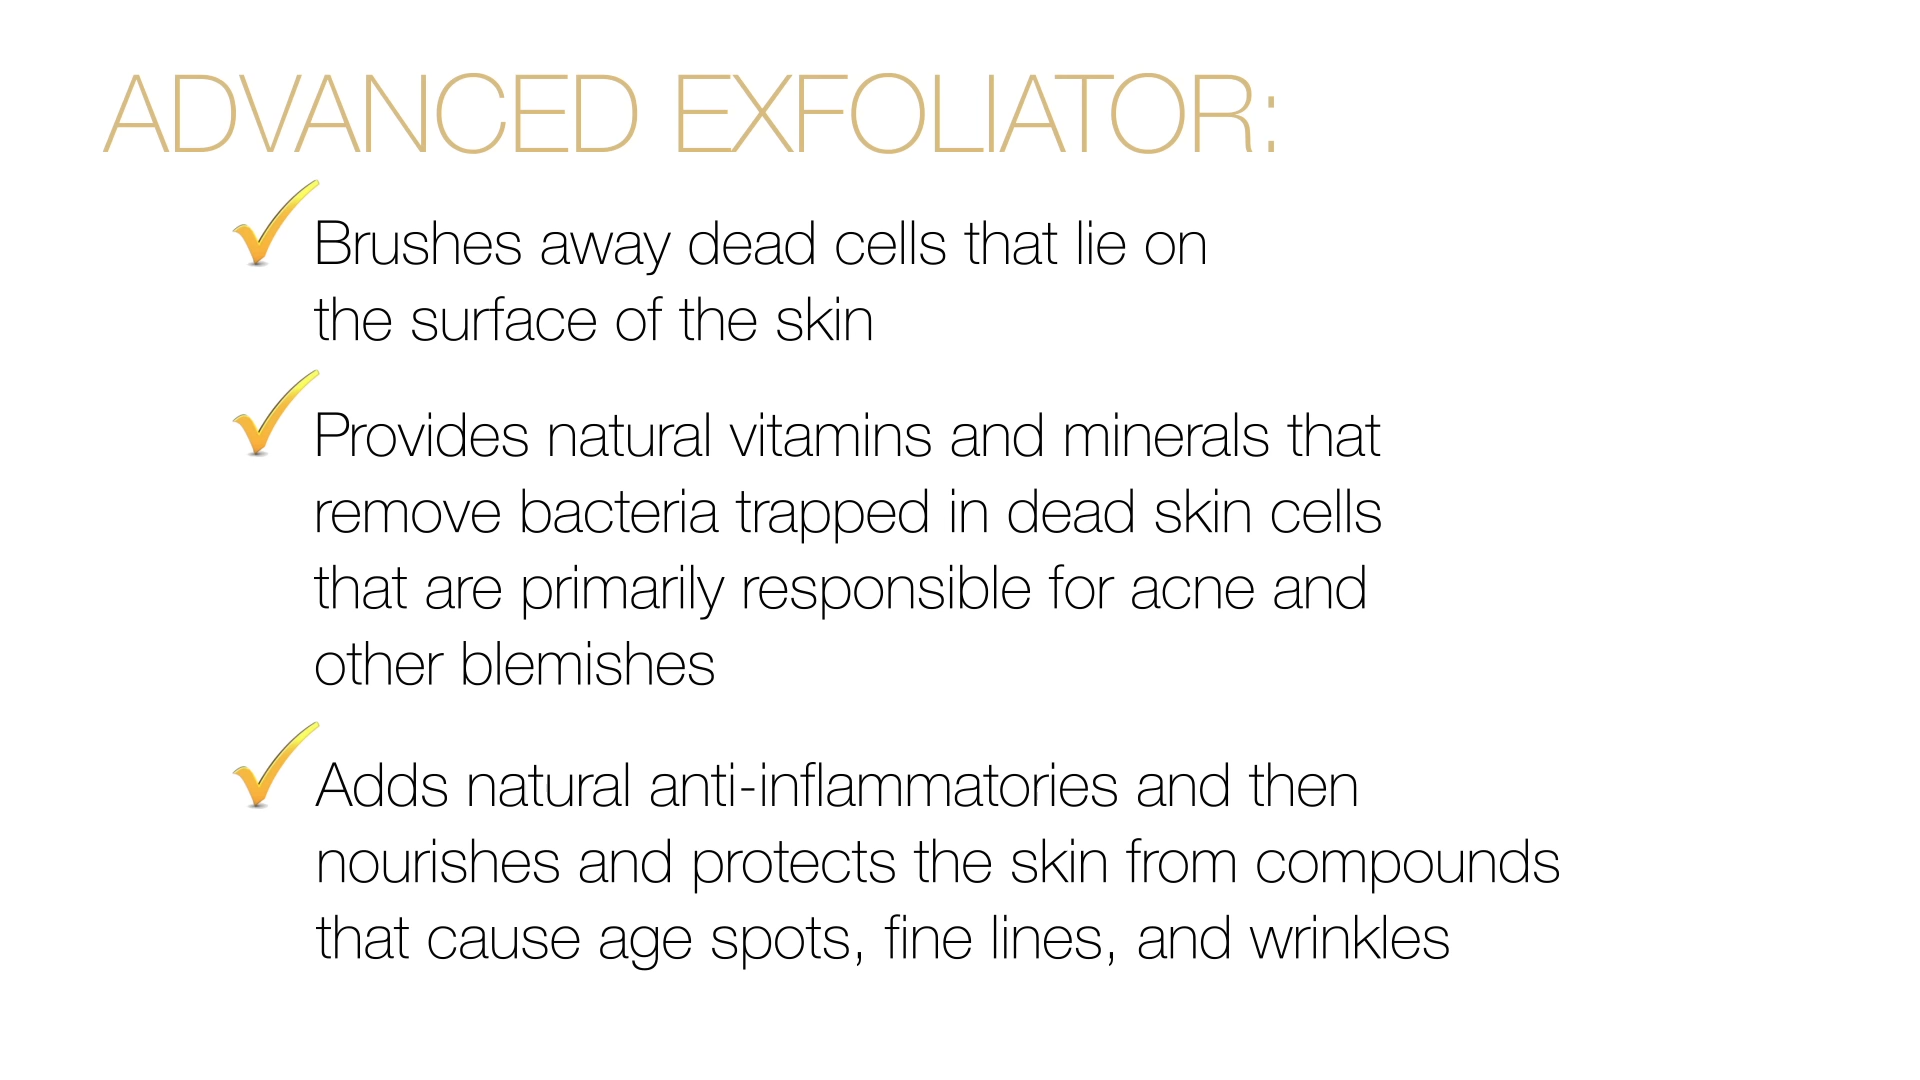 ADVANCED EXFOLIATOR:
Brushes away dead cells that lie on
the surface of the skin
Provides natural vitamins and minerals that
remove bacteria trapped in dead skin cells
that are primarily responsible for acne and
other blemishes
Adds natural anti-inflammatories and then
nourishes and protects the skin from compounds
that cause age spots, fine lines, and wrinkles